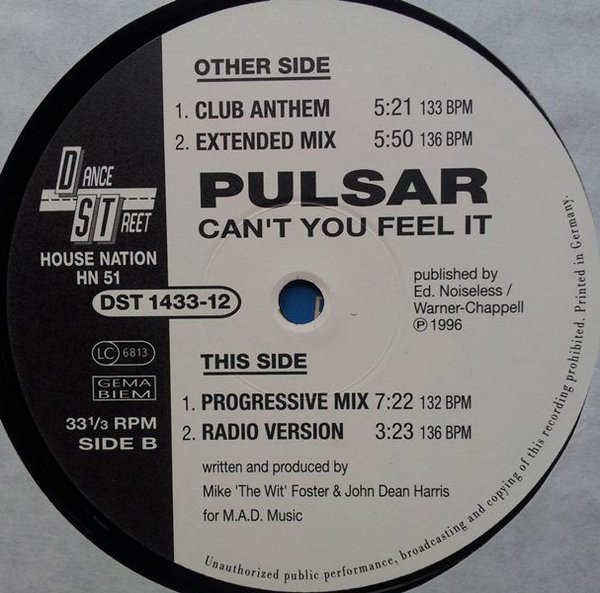 OTHER SIDE
1. CLUB ANTHEM 5:21 133 BPM
2. EXTENDED MIX 5:50 136 BPM
DANCE
STREET
HOUSE NATION
HN 51
DST 1433-12
PULSAR
CAN'T YOU FEEL IT
published by
Ed. Noiseless /
Warner-Chappell
Ⓟ 1996
LC 6813
GEMA
BIEM
33 1/3 RPM
SIDE B
THIS SIDE
1. PROGRESSIVE MIX 7:22 132 BPM
2. RADIO VERSION 3:23 136 BPM
written and produced by
Mike 'The Wit' Foster & John Dean Harris
for M.A.D. Music
Unauthorized public performance, broadcasting and copying of this recording prohibited. Printed in Germany.